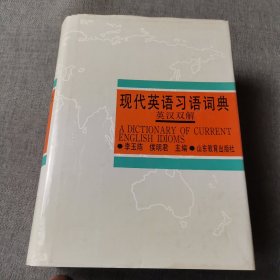 现代英语习语词典
英汉双解
A DICTIONARY OF CURRENT
ENGLISH IDIOMS
●李玉陈 侯明君 主编 ●山东教育出版社